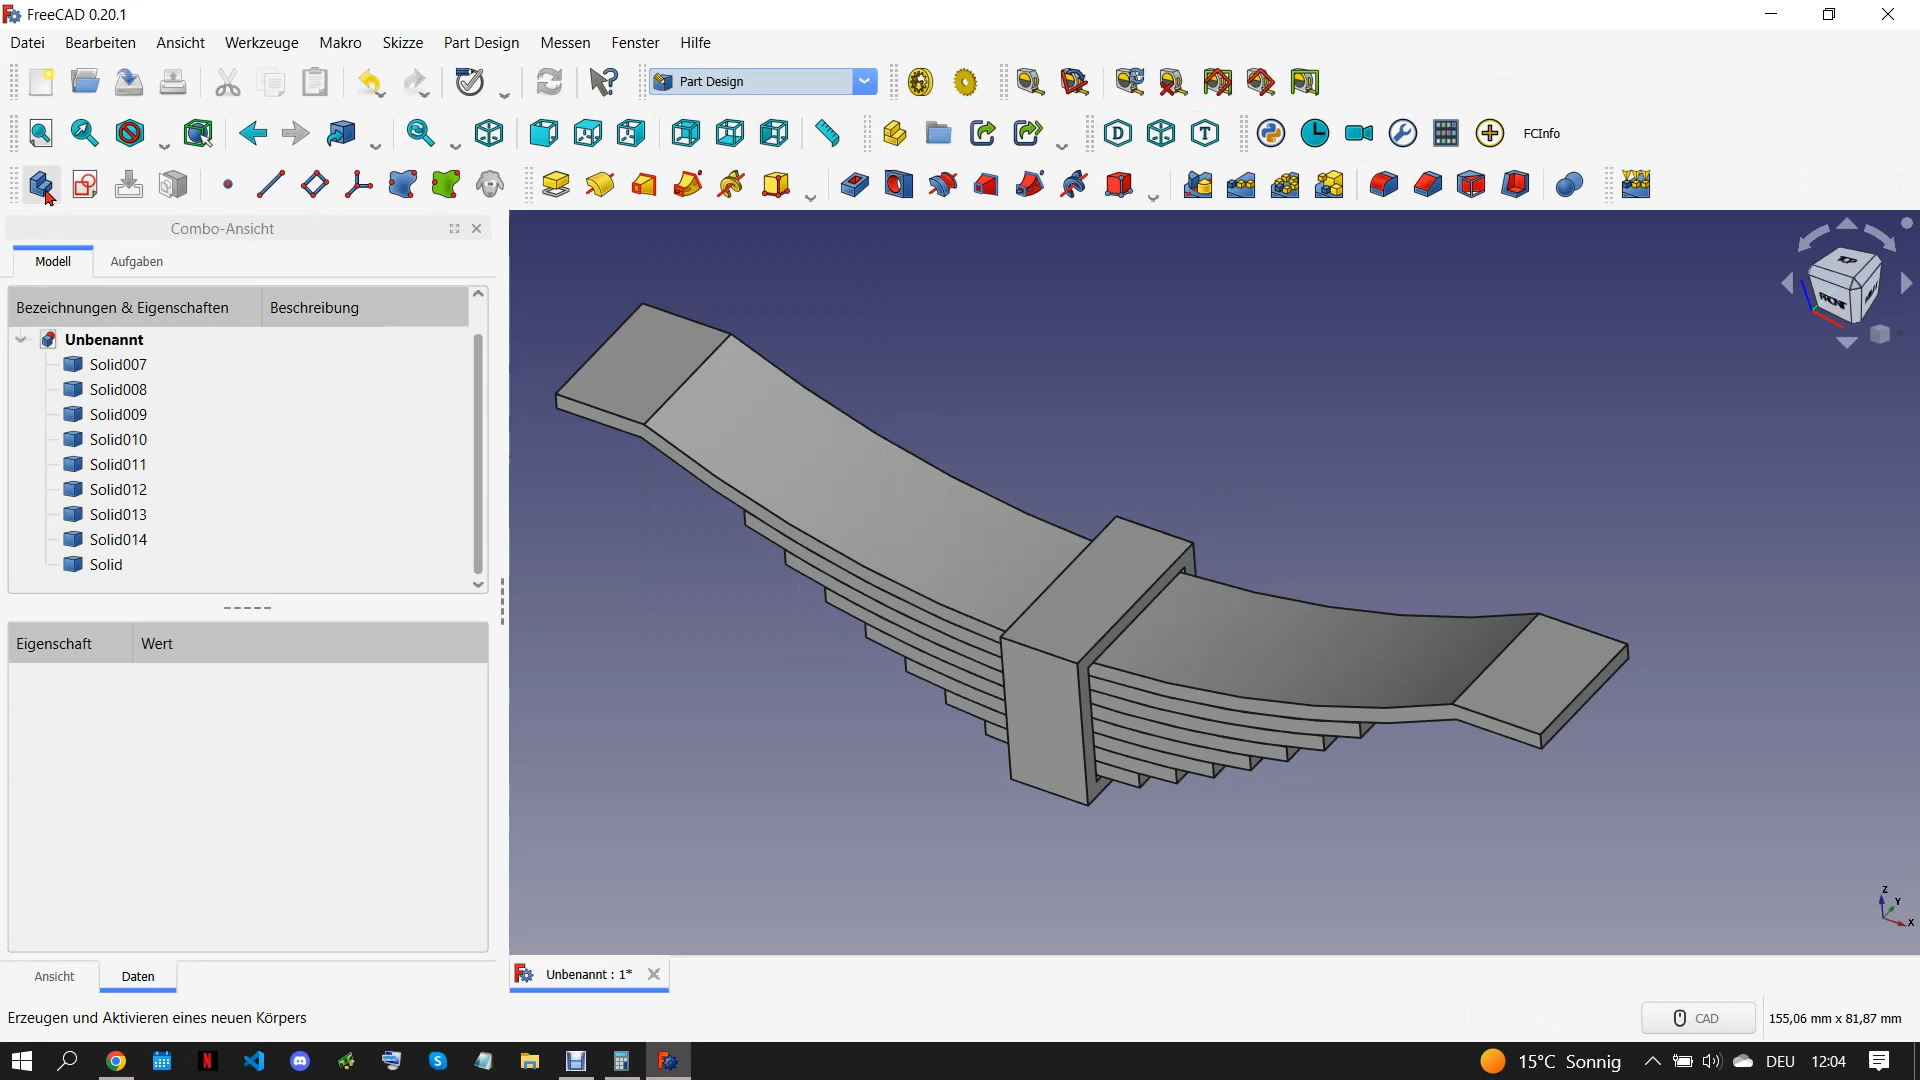 FreeCAD 0.20.1
Datei Bearbeiten Ansicht Werkzeuge Makro Skizze Part Design Messen Fenster Hilfe
Part Design
D T FCInfo
Combo-Ansicht
Modell Aufgaben
Bezeichnungen & Eigenschaften Beschreibung
Unbenannt
Solid007
Solid008
Solid009
Solid010
Solid011
Solid012
Solid013
Solid014
Solid
Eigenschaft Wert
Ansicht Daten
TOP
FRONT
Z
Y
X
Unbenannt : 1*
Erzeugen und Aktivieren eines neuen Körpers
CAD 155,06 mm x 81,87 mm
15°C Sonnig DEU 12:04